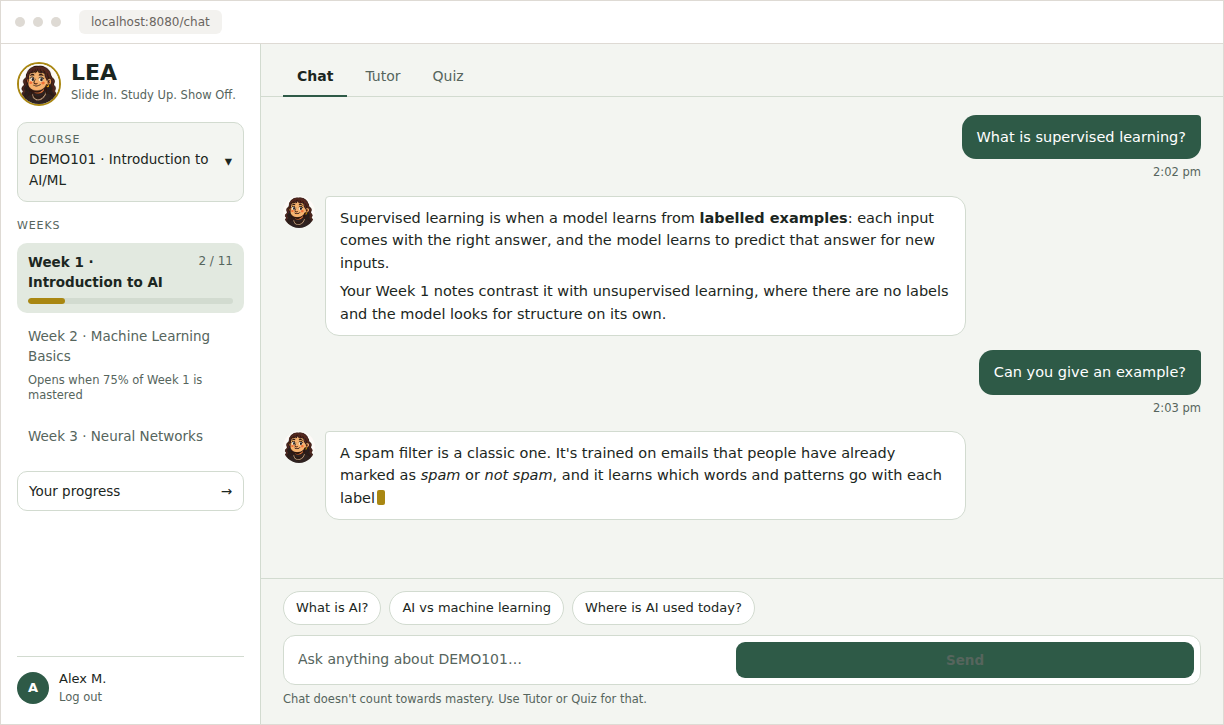 localhost:8080/chat
LEA
Slide In. Study Up. Show Off.
COURSE
DEMO101 · Introduction to
AI/ML
▼
WEEKS
Week 1 ·
Introduction to AI
2 / 11
Week 2 · Machine Learning
Basics
Opens when 75% of Week 1 is
mastered
Week 3 · Neural Networks
Your progress →
A
Alex M.
Log out
Chat Tutor Quiz
What is supervised learning?
2:02 pm
Supervised learning is when a model learns from labelled examples: each input
comes with the right answer, and the model learns to predict that answer for new
inputs.
Your Week 1 notes contrast it with unsupervised learning, where there are no labels
and the model looks for structure on its own.
Can you give an example?
2:03 pm
A spam filter is a classic one. It's trained on emails that people have already
marked as spam or not spam, and it learns which words and patterns go with each
label
What is AI? AI vs machine learning Where is AI used today?
Ask anything about DEMO101… Send
Chat doesn't count towards mastery. Use Tutor or Quiz for that.